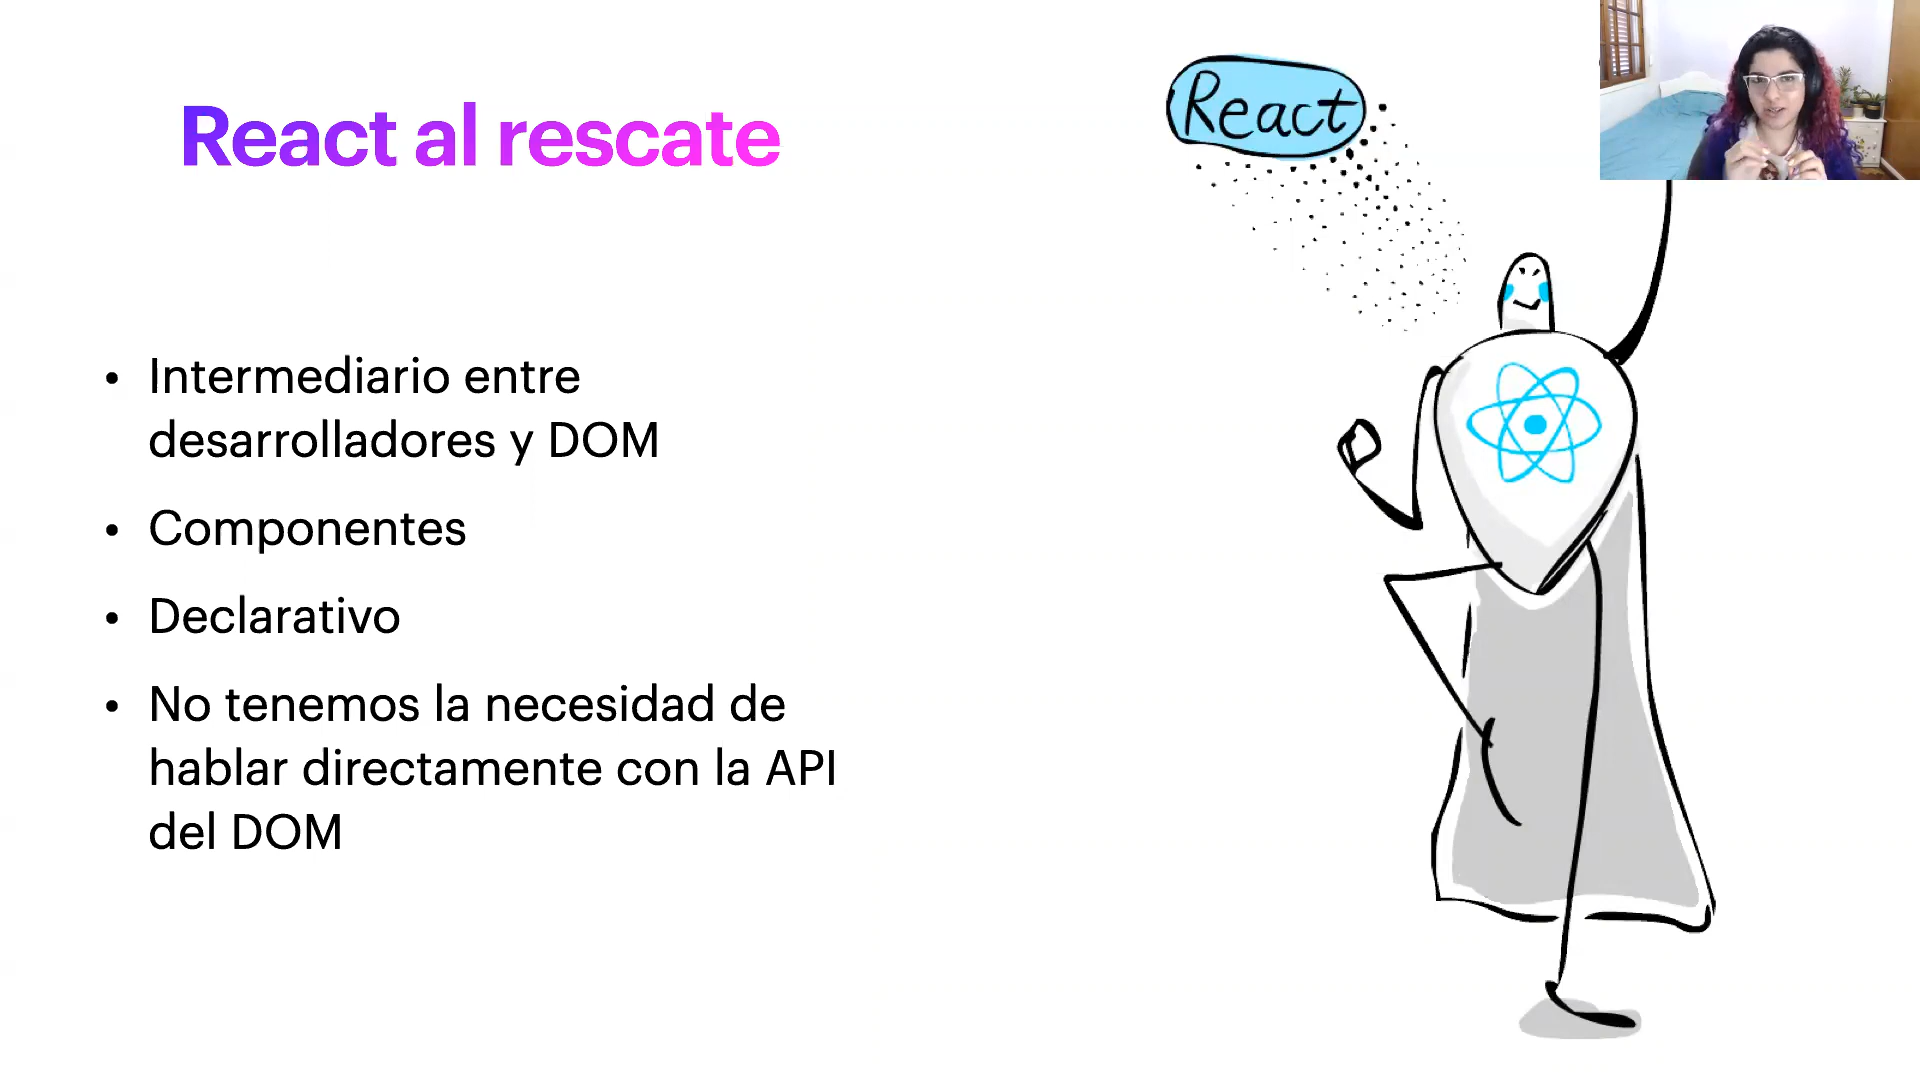 React al rescate
React
• Intermediario entre
desarrolladores y DOM
• Componentes
• Declarativo
• No tenemos la necesidad de
hablar directamente con la API
del DOM